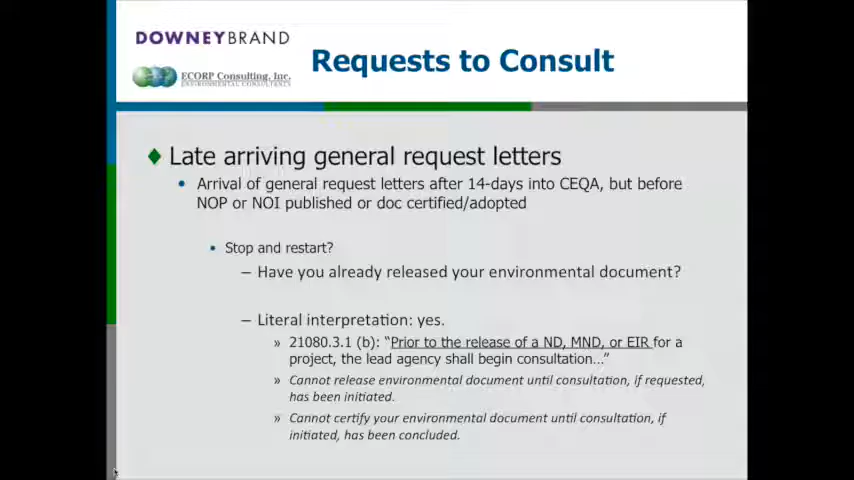 DOWNEYBRAND
ECORP Consulting, Inc.
ENVIRONMENTAL CONSULTANTS
Requests to Consult
Late arriving general request letters
Arrival of general request letters after 14-days into CEQA, but before
NOP or NOI published or doc certified/adopted
Stop and restart?
– Have you already released your environmental document?
– Literal interpretation: yes.
» 21080.3.1 (b): “Prior to the release of a ND, MND, or EIR for a
project, the lead agency shall begin consultation...”
» Cannot release environmental document until consultation, if requested,
has been initiated.
» Cannot certify your environmental document until consultation, if
initiated, has been concluded.